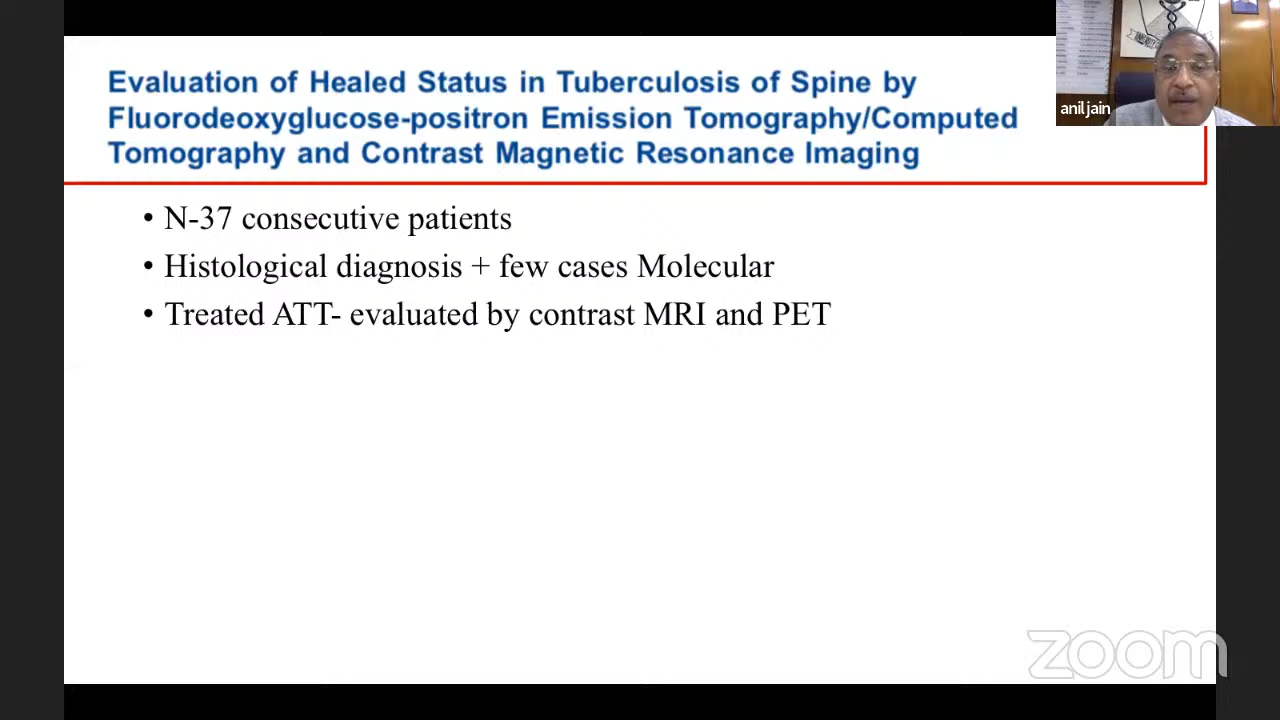 Evaluation of Healed Status in Tuberculosis of Spine by
Fluorodeoxyglucose-positron Emission Tomography/Computed
Tomography and Contrast Magnetic Resonance Imaging
anil jain
• N-37 consecutive patients
• Histological diagnosis + few cases Molecular
• Treated ATT- evaluated by contrast MRI and PET
zoom